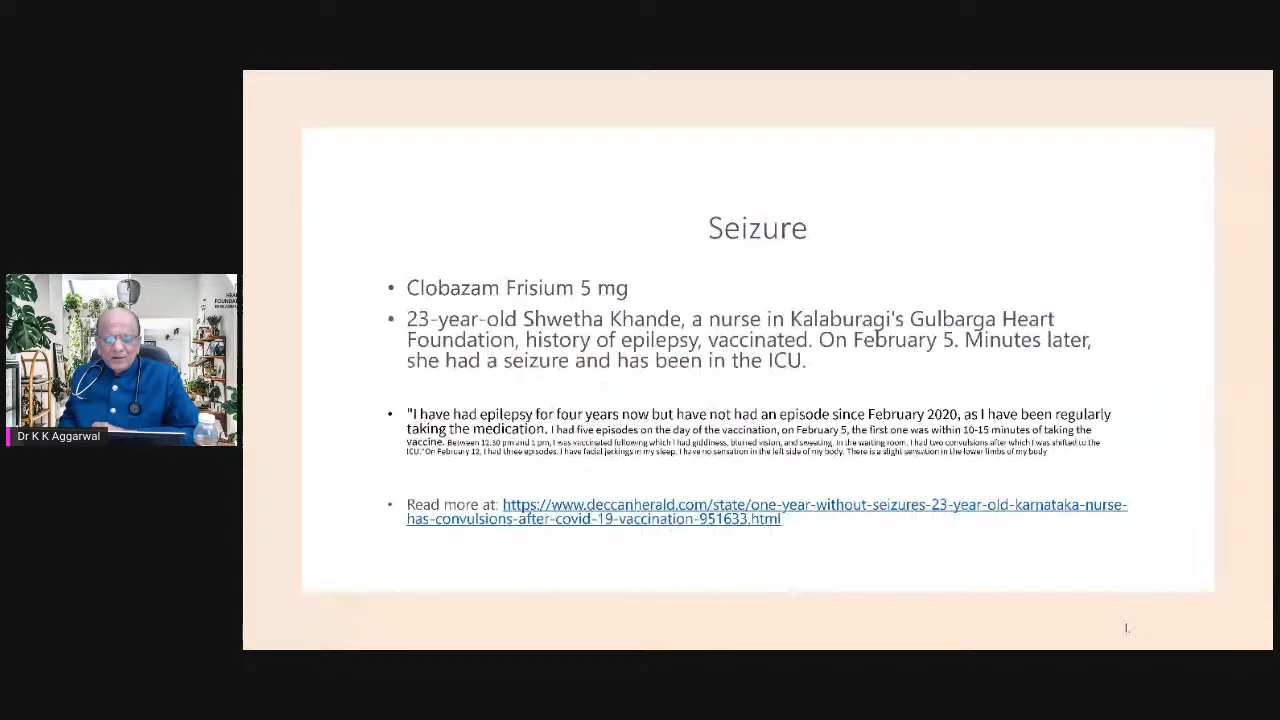 Seizure
• Clobazam Frisium 5 mg
• 23-year-old Shwetha Khande, a nurse in Kalaburagi's Gulbarga Heart
Foundation, history of epilepsy, vaccinated. On February 5. Minutes later,
she had a seizure and has been in the ICU.
• "I have had epilepsy for four years now but have not had an episode since February 2020, as I have been regularly
taking the medication. I had five episodes on the day of the vaccination, on February 5, the first one was within 10-15 minutes of taking the
vaccine. Between 12.30 pm and 1 pm, I was vaccinated following which I had giddiness, blurred vision, and sweating. In the waiting room, I had two convulsions after which I was shifted to the
ICU." On February 12, I had three episodes. I have facial jerkings in my sleep. I have no sensation in the left side of my body. There is a slight sensation in the lower limbs of my body
• Read more at: https://www.deccanherald.com/state/one-year-without-seizures-23-year-old-karnataka-nurse-
has-convulsions-after-covid-19-vaccination-951633.html
HEAR
FOUNDAT
Dr K K Aggarwal